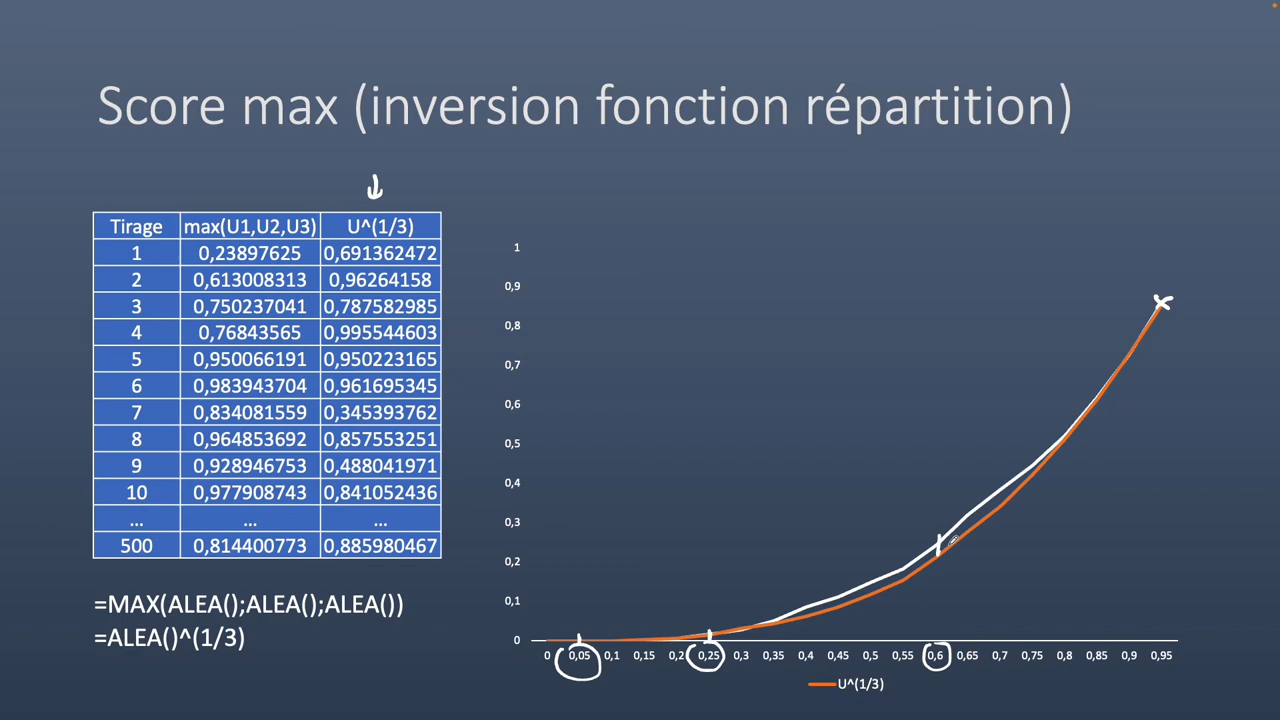 Score max (inversion fonction répartition)
Tirage max(U1,U2,U3) U^(1/3)
1 0,23897625 0,691362472
2 0,613008313 0,96264158
3 0,750237041 0,787582985
4 0,76843565 0,995544603
5 0,950066191 0,950223165
6 0,983943704 0,961695345
7 0,834081559 0,345393762
8 0,964853692 0,857553251
9 0,928946753 0,488041971
10 0,977908743 0,841052436
... ... ...
500 0,814400773 0,885980467
=MAX(ALEA();ALEA();ALEA())
=ALEA()^(1/3)
1
0,9
0,8
0,7
0,6
0,5
0,4
0,3
0,2
0,1
0
0 0,05 0,1 0,15 0,2 0,25 0,3 0,35 0,4 0,45 0,5 0,55 0,6 0,65 0,7 0,75 0,8 0,85 0,9 0,95
U^(1/3)